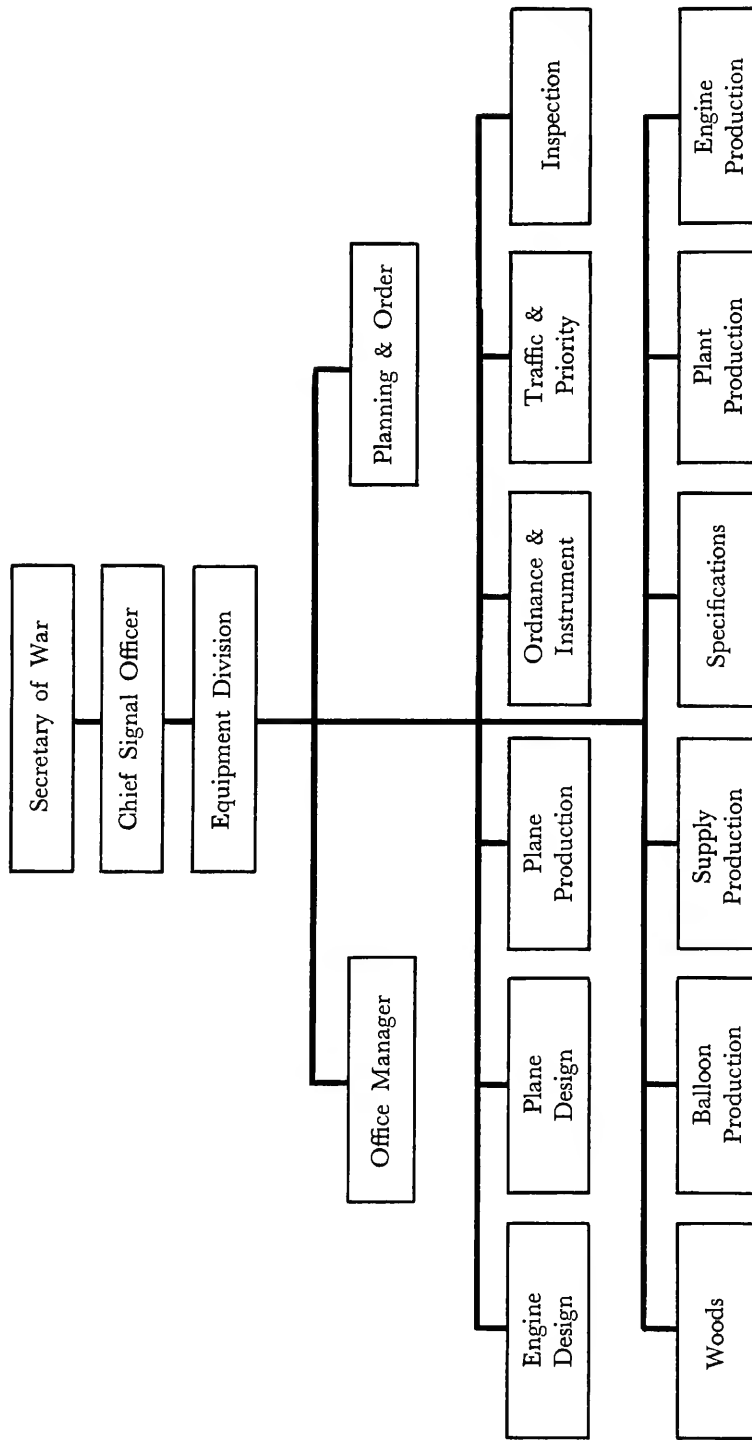 Secretary of War
Chief Signal Officer
Equipment Division
Office Manager
Planning & Order
Engine
Design
Plane
Design
Plane
Production
Ordnance &
Instrument
Traffic &
Priority
Inspection
Woods
Balloon
Production
Supply
Production
Specifications
Plant
Production
Engine
Production